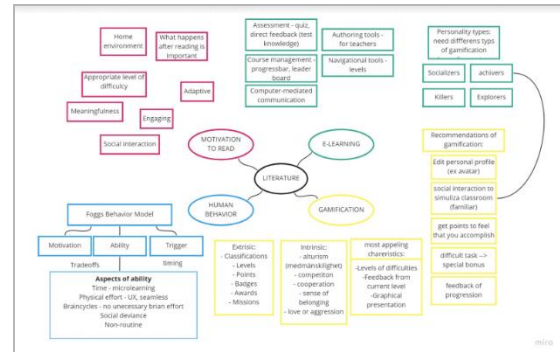 Home
environment
What happens
after reading is
important
Appropriate level of
difficulcy
Adaptive
Meaningfulness
Engaging
Social interaction
Assessment - quiz,
direct feedback (test
knowledge)
Course management -
progressbar, leader
board
Computer-mediated
communication
Authoring tools -
for teachers
Navigational tools -
levels
Personality types:
need differens typs of
gamification
Socializers
achivers
Killers
Explorers
MOTIVATION
TO READ
E-LEARNING
LITERATURE
HUMAN
BEHAVIOR
GAMIFICATION
Recommendations of
gamification:
Edit personal profile
(ex avatar)
social interaction to
simuliza classroom
(familiar)
get points to feel
that you accomplish
difficult task -->
special bonus
feedback of
progression
Foggs Behavior Model
Motivation
Ability
Trigger
Tradeoffs
timing
Aspects of ability
Time - microlearning
Physical effort - UX, seamless
Braincycles - no unecessary brian effort
Social deviance
Non-routine
Extrisic:
- Classifications
- Levels
- Points
- Badges
- Awards
- Missions
Intrinsic:
- alturism
(medmänsklighet)
- competiton
- cooperation
- sense of
belonging
- love or aggression
most appeling
chareristics:
-Levels of difficulties
-Feedback from
current level
-Graphical
presentation
miro